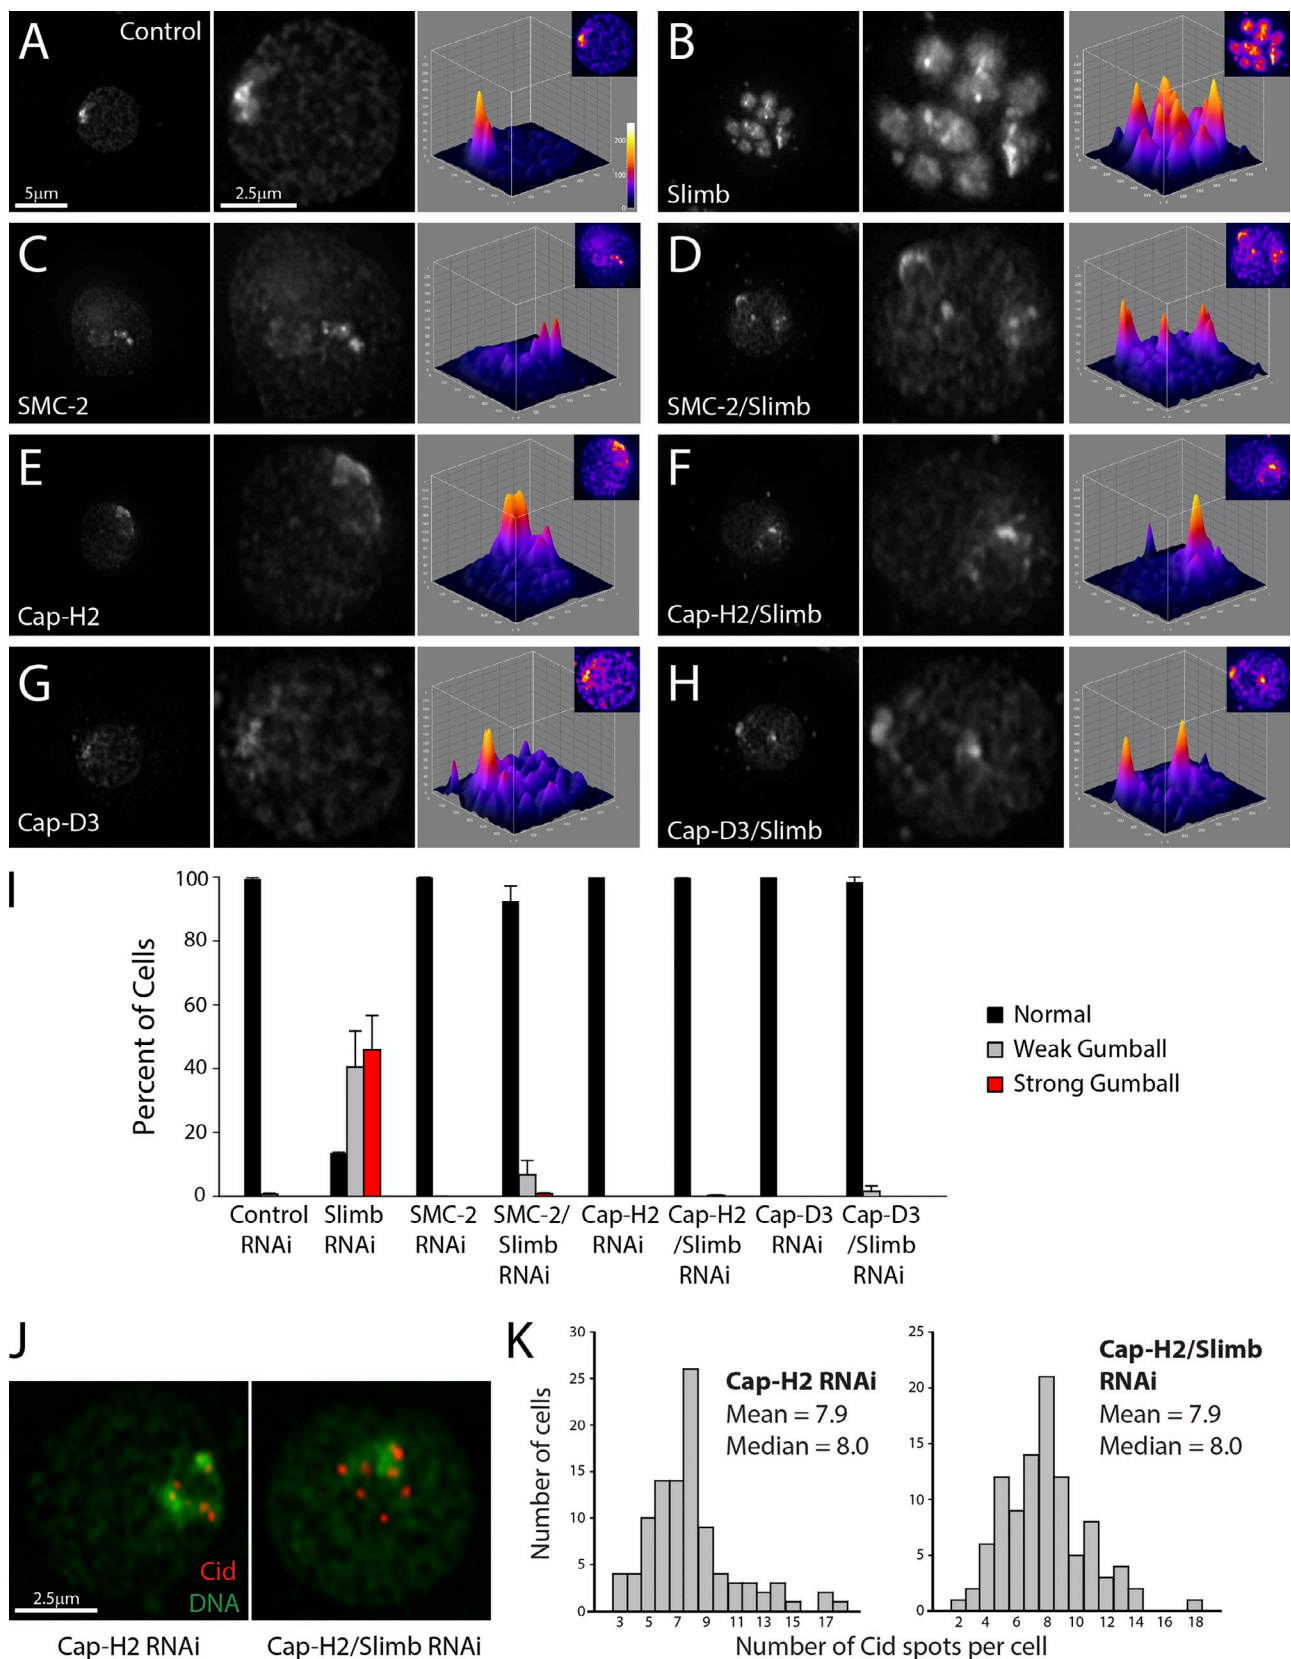 A
Control
5μm
2.5μm
200
100
0
B
Slimb
C
SMC-2
D
SMC-2/Slimb
E
Cap-H2
F
Cap-H2/Slimb
G
Cap-D3
H
Cap-D3/Slimb
I
Percent of Cells
100
80
60
40
20
0
Control
RNAi
Slimb
RNAi
SMC-2
RNAi
SMC-2/
Slimb
RNAi
Cap-H2
RNAi
Cap-H2
/Slimb
RNAi
Cap-D3
RNAi
Cap-D3
/Slimb
RNAi
Normal
Weak Gumball
Strong Gumball
J
Cid
DNA
2.5μm
Cap-H2 RNAi
Cap-H2/Slimb RNAi
K
Number of cells
30
25
20
15
10
5
0
3 5 7 9 11 13 15 17
Cap-H2 RNAi
Mean = 7.9
Median = 8.0
25
20
15
10
5
0
2 4 6 8 10 12 14 16 18
Cap-H2/Slimb
RNAi
Mean = 7.9
Median = 8.0
Number of Cid spots per cell